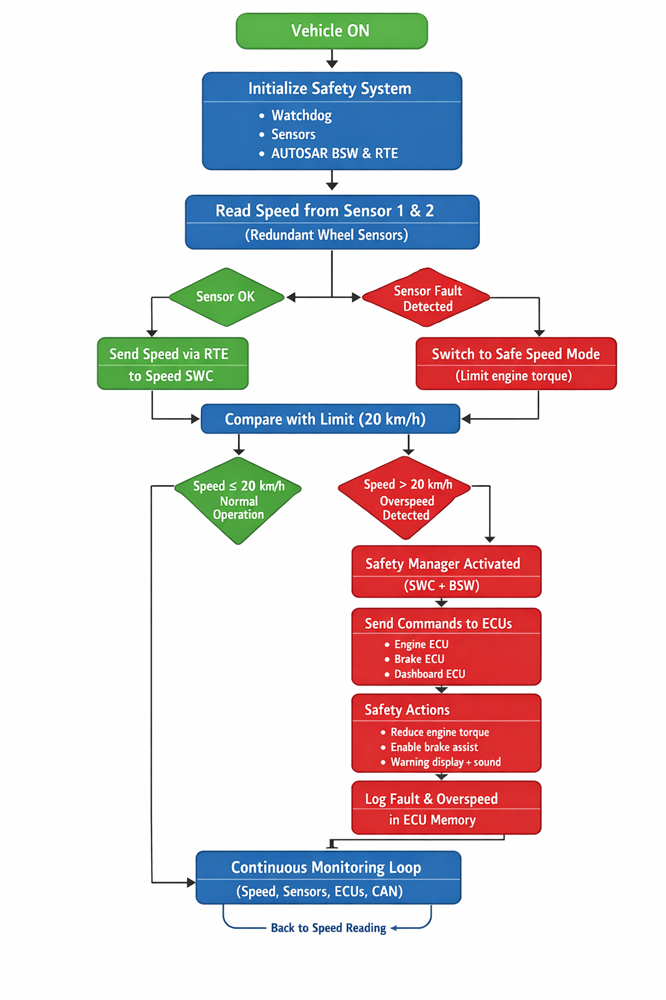 Vehicle ON
Initialize Safety System
• Watchdog
• Sensors
• AUTOSAR BSW & RTE
Read Speed from Sensor 1 & 2
(Redundant Wheel Sensors)
Sensor OK
Sensor Fault
Detected
Send Speed via RTE
to Speed SWC
Switch to Safe Speed Mode
(Limit engine torque)
Compare with Limit (20 km/h)
Speed ≤ 20 km/h
Normal
Operation
Speed > 20 km/h
Overspeed
Detected
Safety Manager Activated
(SWC + BSW)
Send Commands to ECUs
• Engine ECU
• Brake ECU
• Dashboard ECU
Safety Actions
• Reduce engine torque
• Enable brake assist
• Warning display + sound
Log Fault & Overspeed
in ECU Memory
Continuous Monitoring Loop
(Speed, Sensors, ECUs, CAN)
Back to Speed Reading